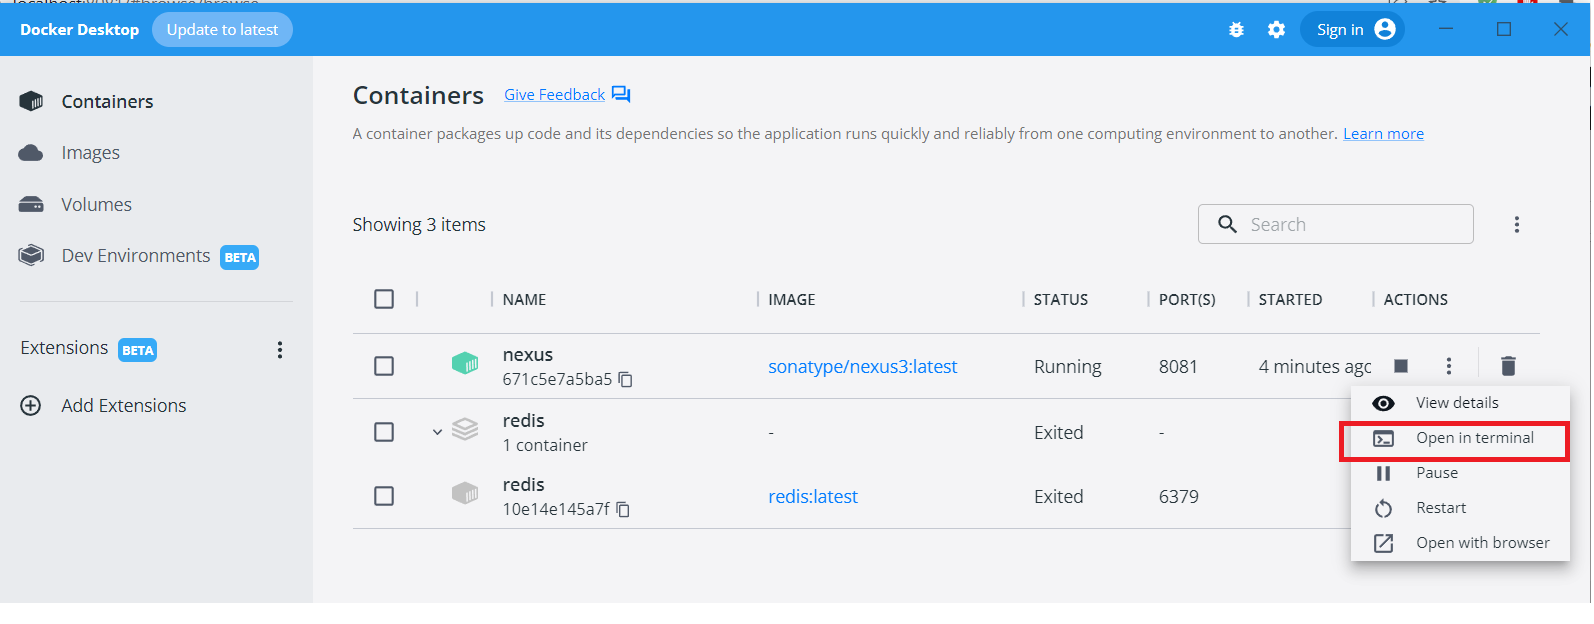 Docker Desktop Update to latest Sign in
Containers
Images
Volumes
Dev Environments BETA
Extensions BETA
Add Extensions
Containers Give Feedback
A container packages up code and its dependencies so the application runs quickly and reliably from one computing environment to another. Learn more
Showing 3 items Search
NAME IMAGE STATUS PORT(S) STARTED ACTIONS
nexus
671c5e7a5ba5 sonatype/nexus3:latest Running 8081 4 minutes agc
redis
1 container - Exited -
redis
10e14e145a7f redis:latest Exited 6379
View details
Open in terminal
Pause
Restart
Open with browser